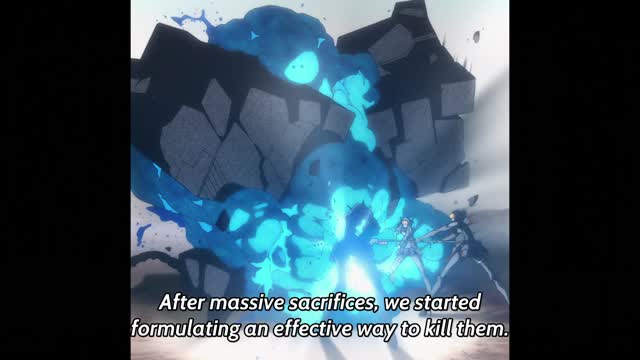 After massive sacrifices, we started
formulating an effective way to kill them.